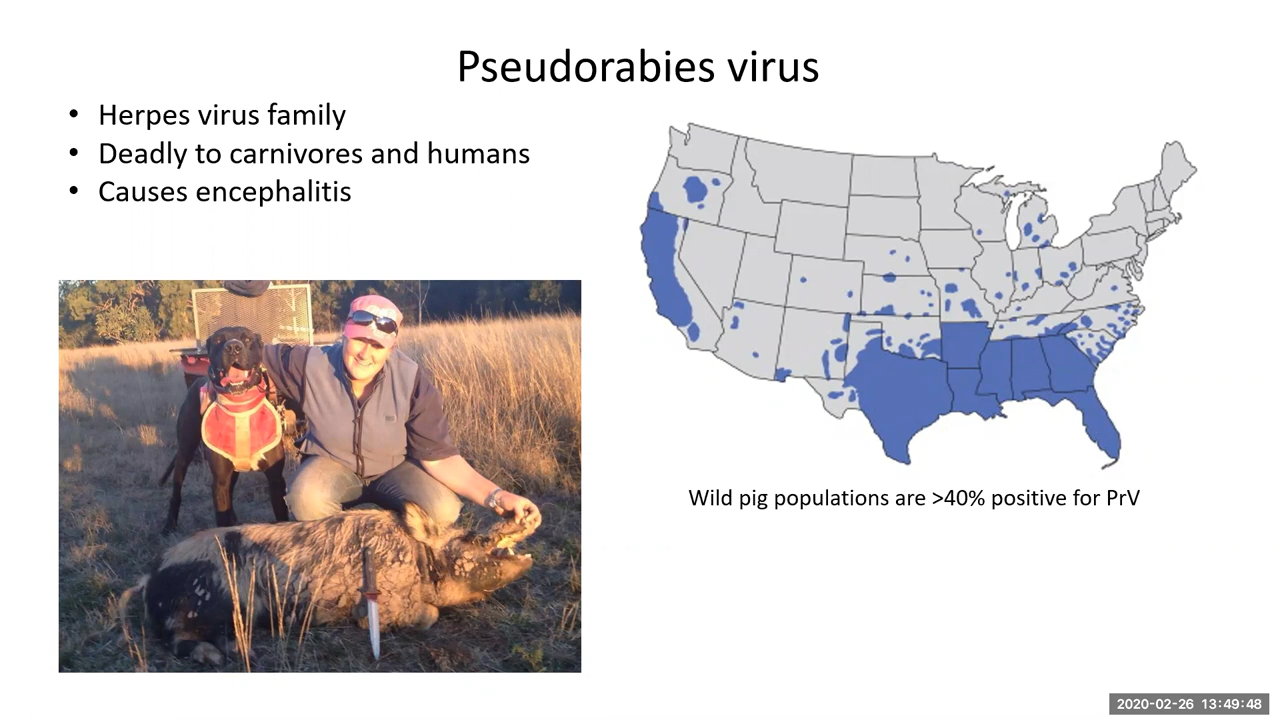 Pseudorabies virus
• Herpes virus family
• Deadly to carnivores and humans
• Causes encephalitis
Wild pig populations are >40% positive for PrV
2020-02-26 13:49:48